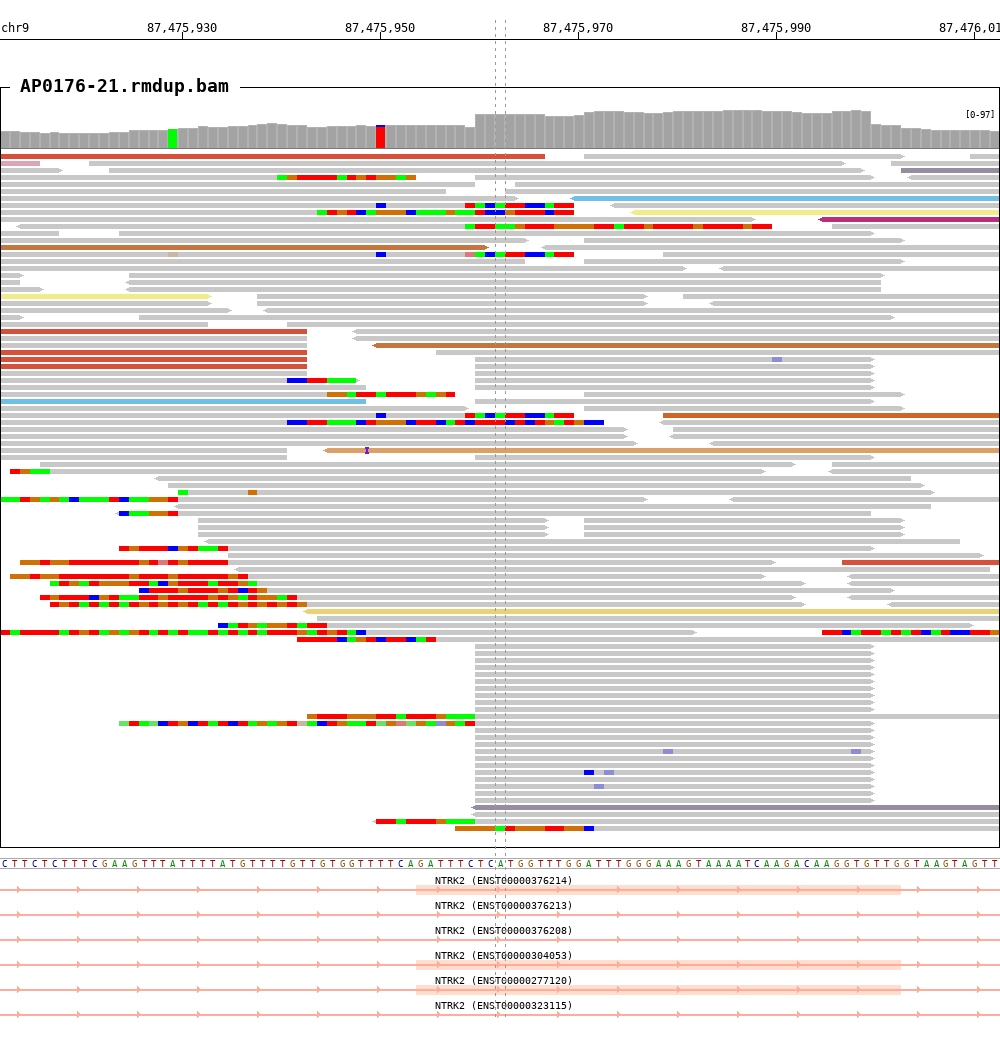 chr9 87,475,930 87,475,950 87,475,970 87,475,990 87,476,01
AP0176-21.rmdup.bam
[0-97]
CTTCTCTTTCGAAGTTTATTTTATGTTTTGTTGTGGTTTTCAGATTTCTCATGGTTTGGATTTGGGAAAGTAAAATCAAGACAAGGTGTTGGTAAGTAGTT
NTRK2 (ENST00000376214)
NTRK2 (ENST00000376213)
NTRK2 (ENST00000376208)
NTRK2 (ENST00000304053)
NTRK2 (ENST00000277120)
NTRK2 (ENST00000323115)